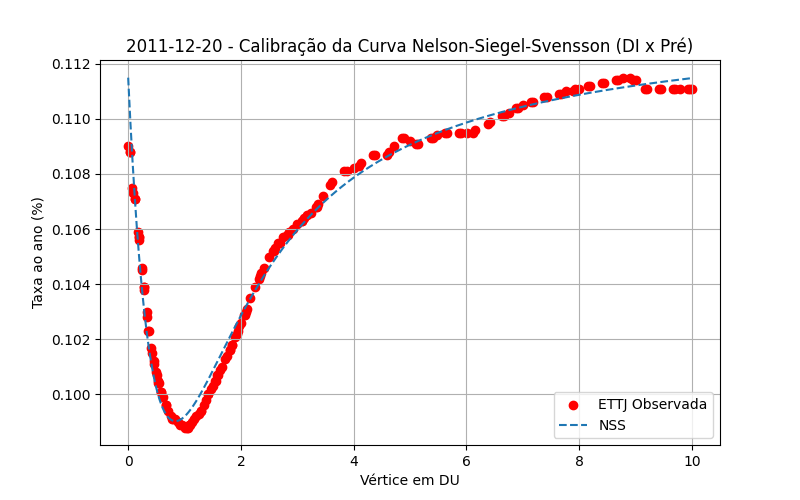 2011-12-20 - Calibração da Curva Nelson-Siegel-Svensson (DI x Pré)
Taxa ao ano (%)
0.112
0.110
0.108
0.106
0.104
0.102
0.100
0
2
4
6
8
10
Vértice em DU
ETTJ Observada
NSS